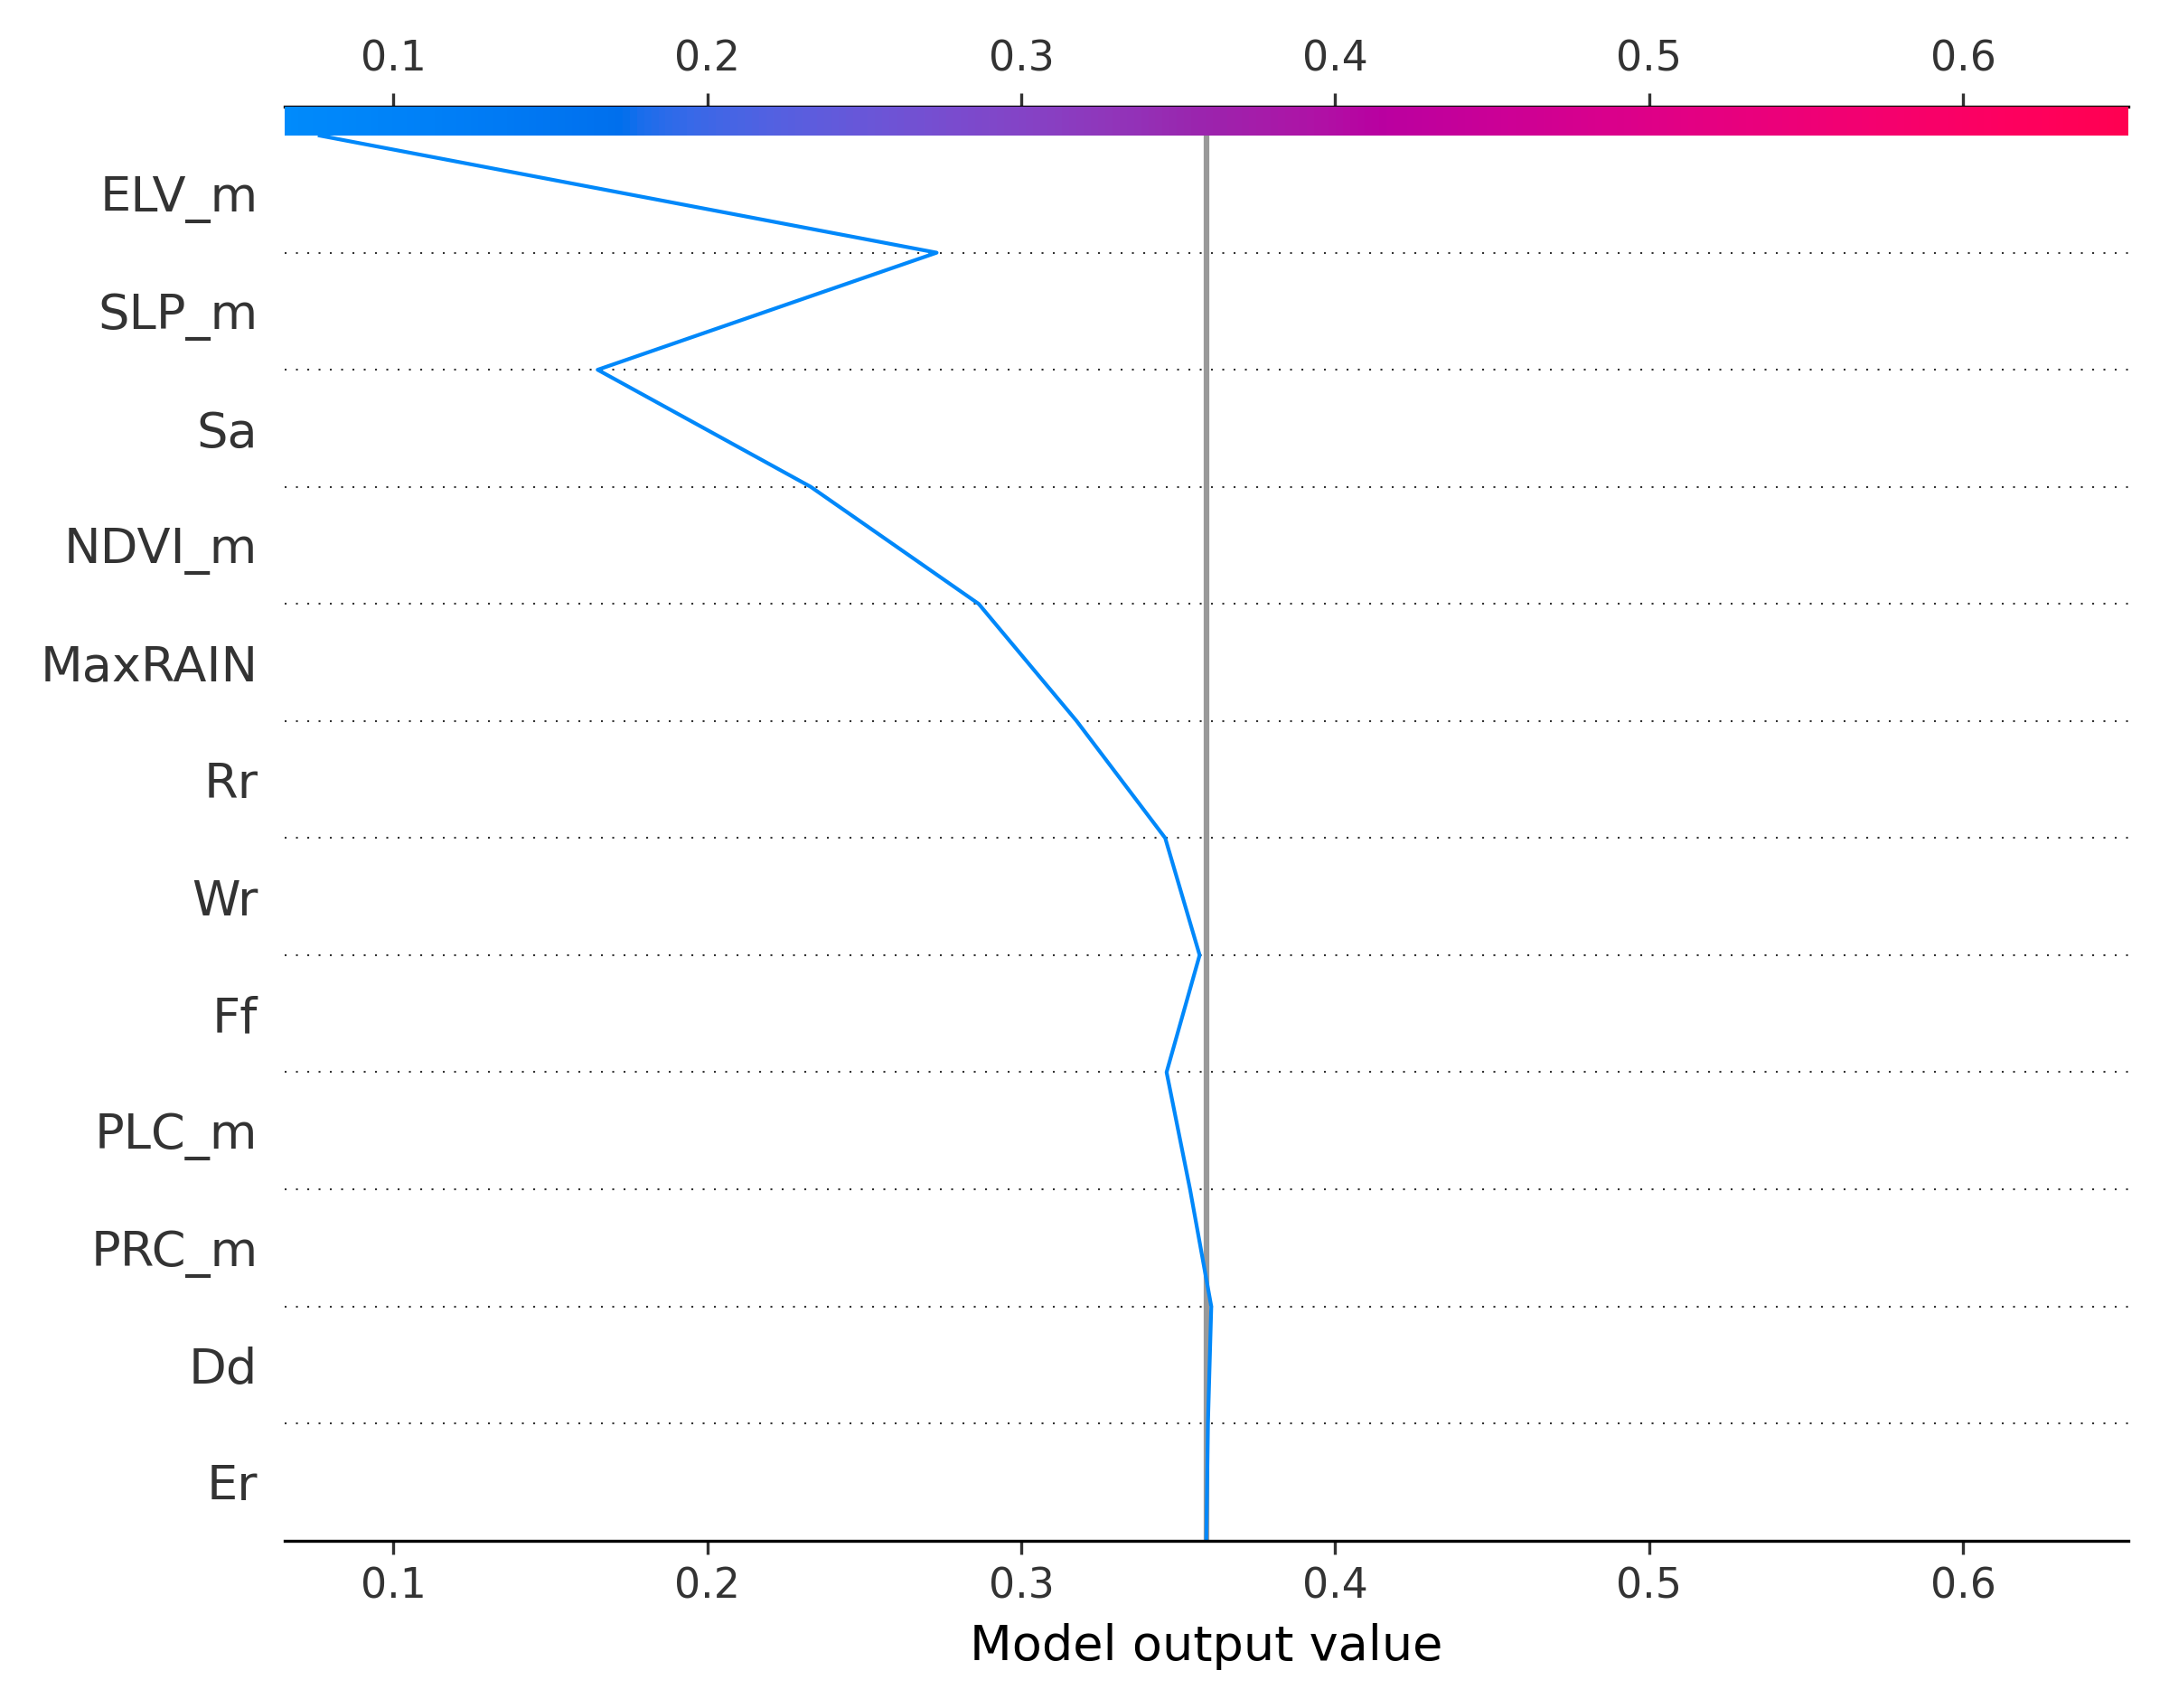 0.1 0.2 0.3 0.4 0.5 0.6
ELV_m
SLP_m
Sa
NDVI_m
MaxRAIN
Rr
Wr
Ff
PLC_m
PRC_m
Dd
Er
0.1 0.2 0.3 0.4 0.5 0.6
Model output value